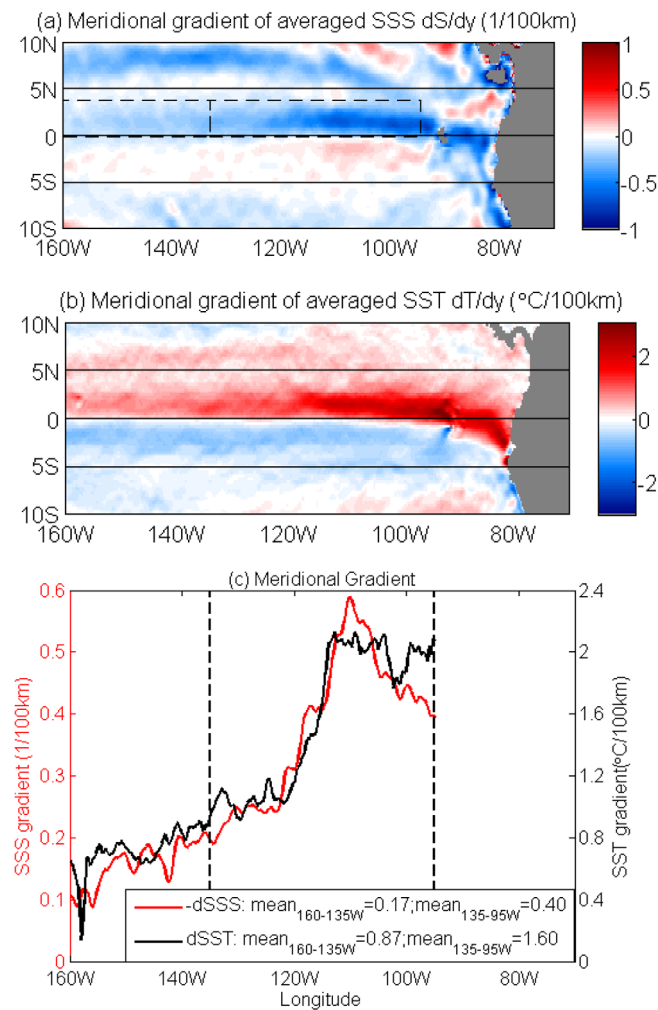 (a) Meridional gradient of averaged SSS dS/dy (1/100km)
10N
5N
0
5S
10S
160W 140W 120W 100W 80W
1
0.5
0
-0.5
-1
(b) Meridional gradient of averaged SST dT/dy (°C/100km)
10N
5N
0
5S
10S
160W 140W 120W 100W 80W
2
0
-2
(c) Meridional Gradient
SSS gradient (1/100km)
0.6
0.5
0.4
0.3
0.2
0.1
0
2.4
2
1.6
1.2
0.8
0.4
0
SST gradient(°C/100km)
-dSSS: mean160-135W=0.17;mean135-95W=0.40
dSST: mean160-135W=0.87;mean135-95W=1.60
160W 140W 120W 100W 80W
Longitude